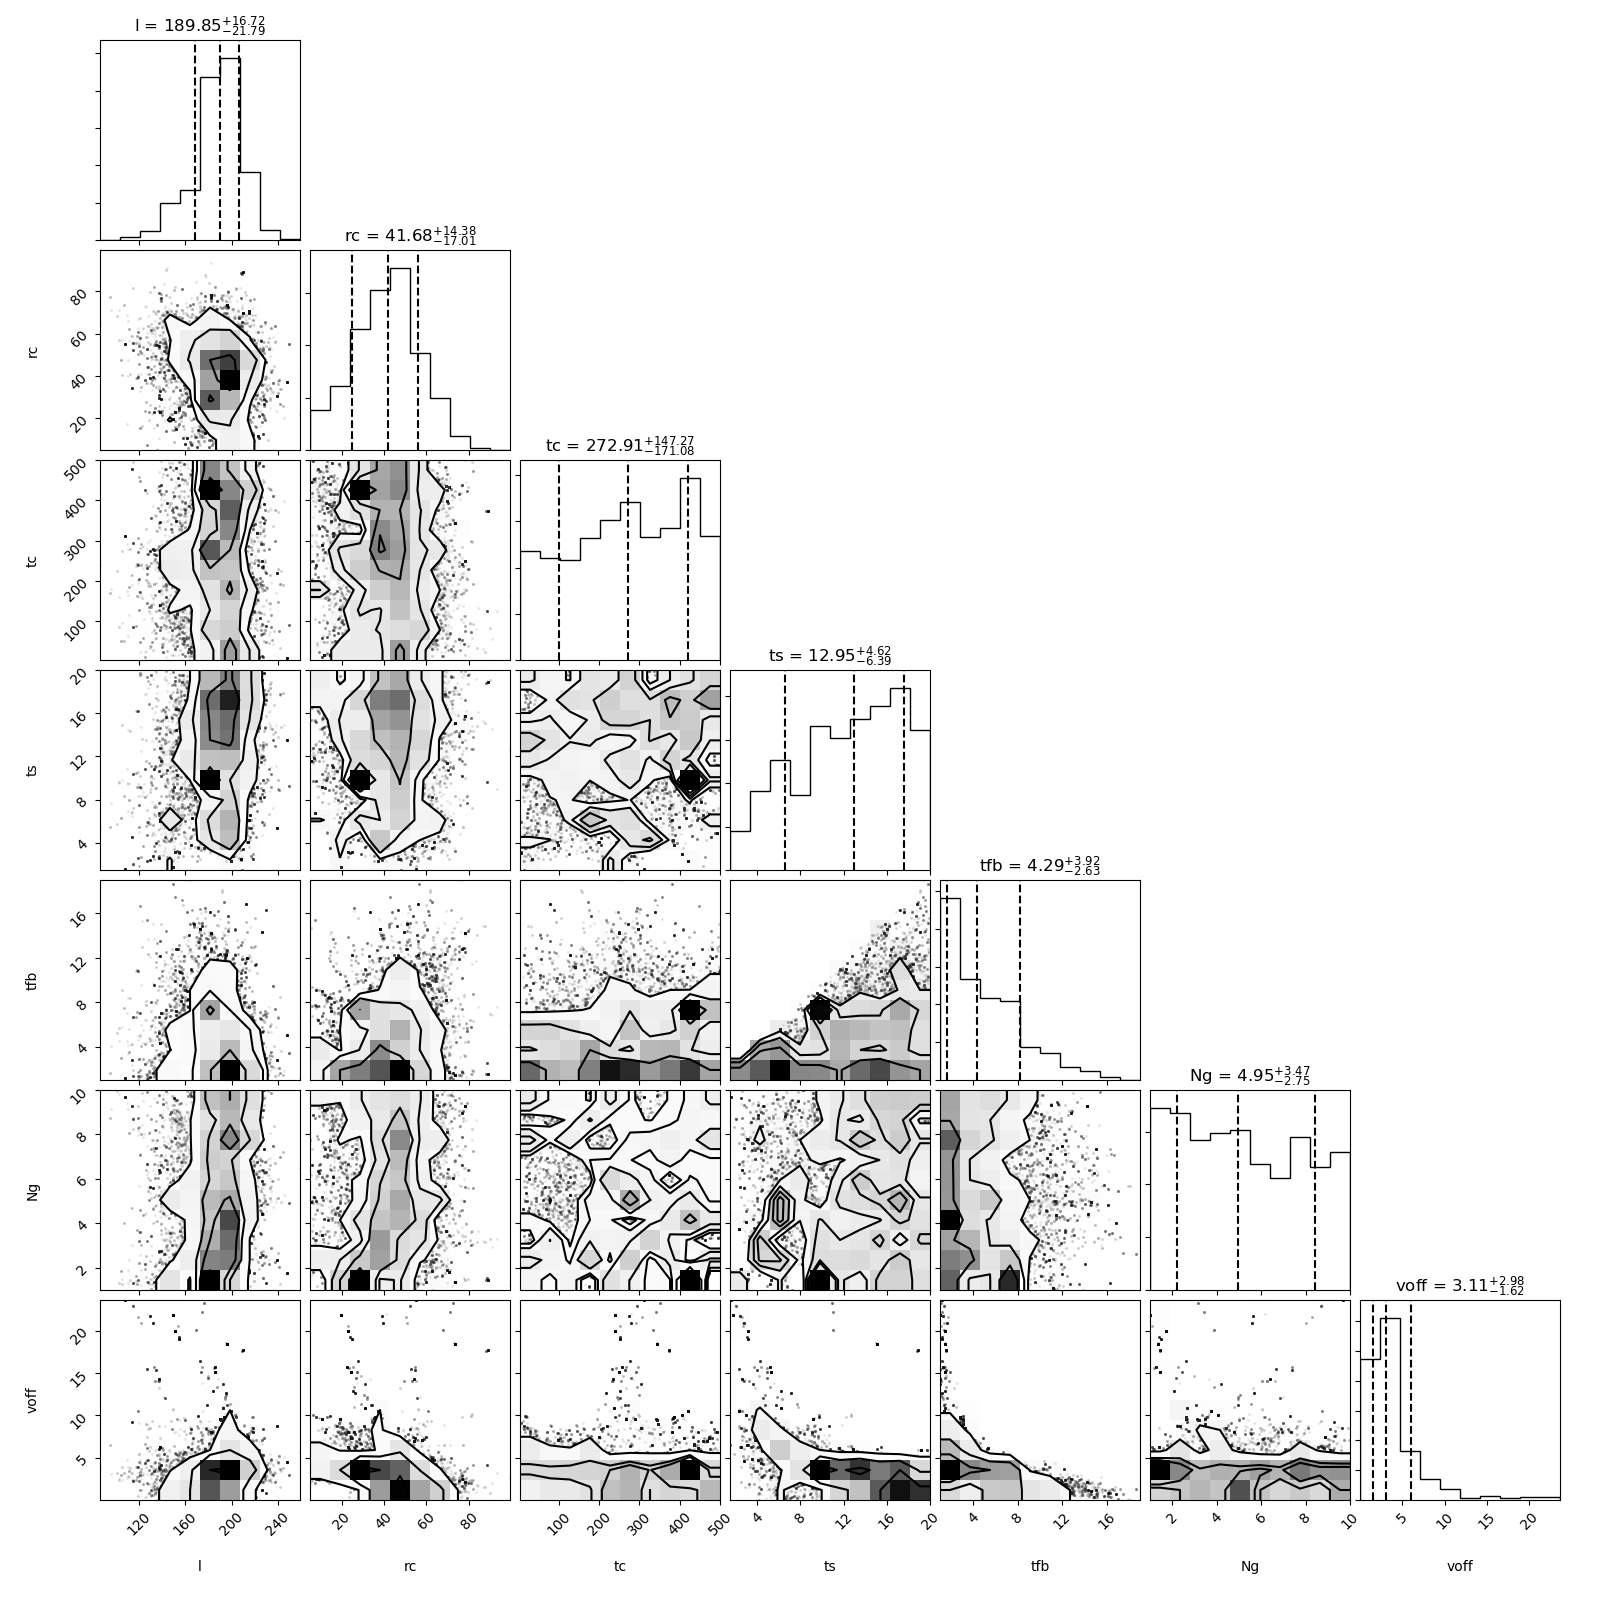 l = 189.85+16.72−21.79
rc = 41.68+14.38−17.01
80
60
40
20
rc
tc = 272.91+147.27−171.08
500
400
300
200
100
tc
ts = 12.95+4.62−6.39
20
16
12
8
4
ts
tfb = 4.29+3.92−2.63
16
12
8
4
tfb
Ng = 4.95+3.47−2.75
10
8
6
4
2
Ng
voff = 3.11+2.98−1.62
20
15
10
5
voff
120 160 200 240 20 40 60 80 100 200 300 400 500 4 8 12 16 20 4 8 12 16 2 4 6 8 10 5 10 15 20
l rc tc ts tfb Ng voff